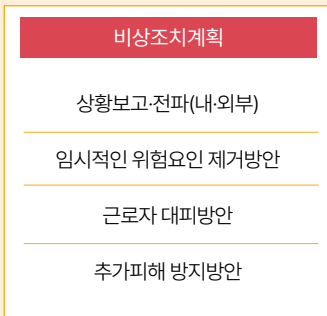 비상조치계획
상황보고·전파(내·외부)
임시적인 위험요인 제거방안
근로자 대피방안
추가피해 방지방안